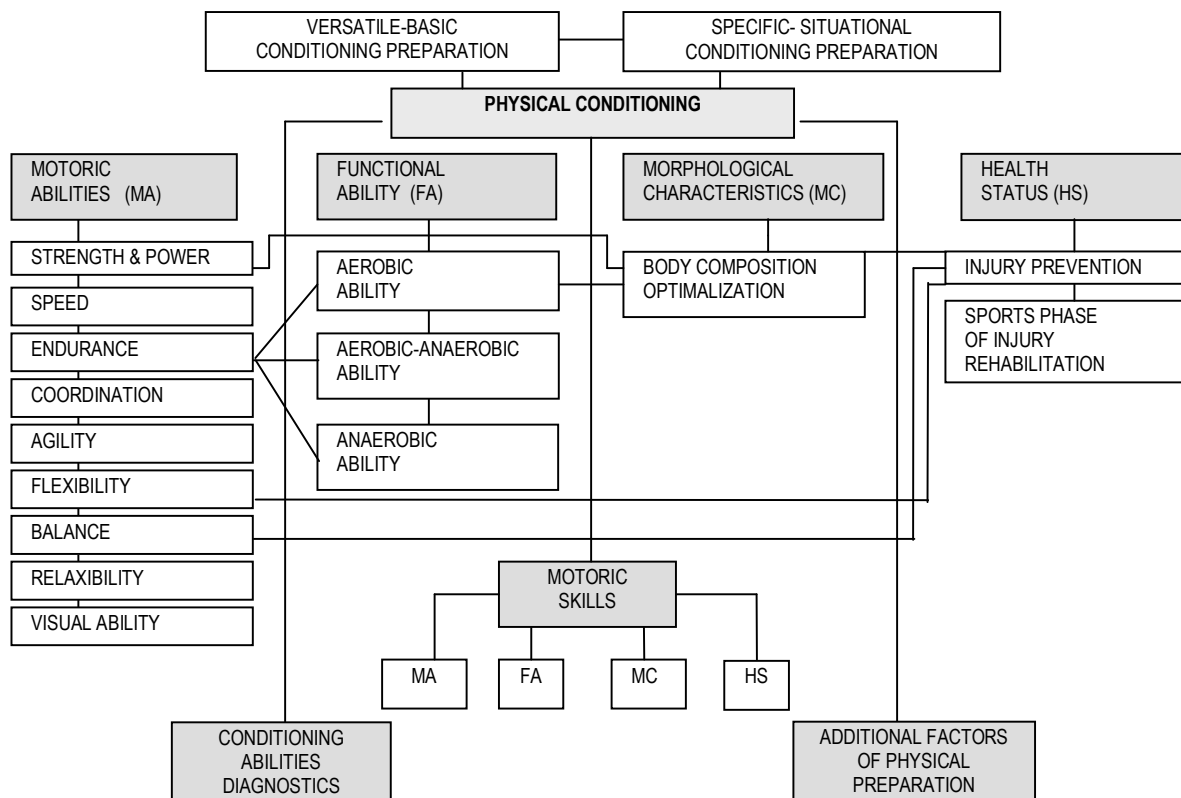 VERSATILE-BASIC
CONDITIONING PREPARATION
SPECIFIC- SITUATIONAL
CONDITIONING PREPARATION
PHYSICAL CONDITIONING
MOTORIC
ABILITIES (MA)
FUNCTIONAL
ABILITY (FA)
MORPHOLOGICAL
CHARACTERISTICS (MC)
HEALTH
STATUS (HS)
STRENGTH & POWER
SPEED
ENDURANCE
COORDINATION
AGILITY
FLEXIBILITY
BALANCE
RELAXIBILITY
VISUAL ABILITY
AEROBIC
ABILITY
AEROBIC-ANAEROBIC
ABILITY
ANAEROBIC
ABILITY
BODY COMPOSITION
OPTIMALIZATION
INJURY PREVENTION
SPORTS PHASE
OF INJURY
REHABILITATION
MOTORIC
SKILLS
MA
FA
MC
HS
CONDITIONING
ABILITIES
DIAGNOSTICS
ADDITIONAL FACTORS
OF PHYSICAL
PREPARATION